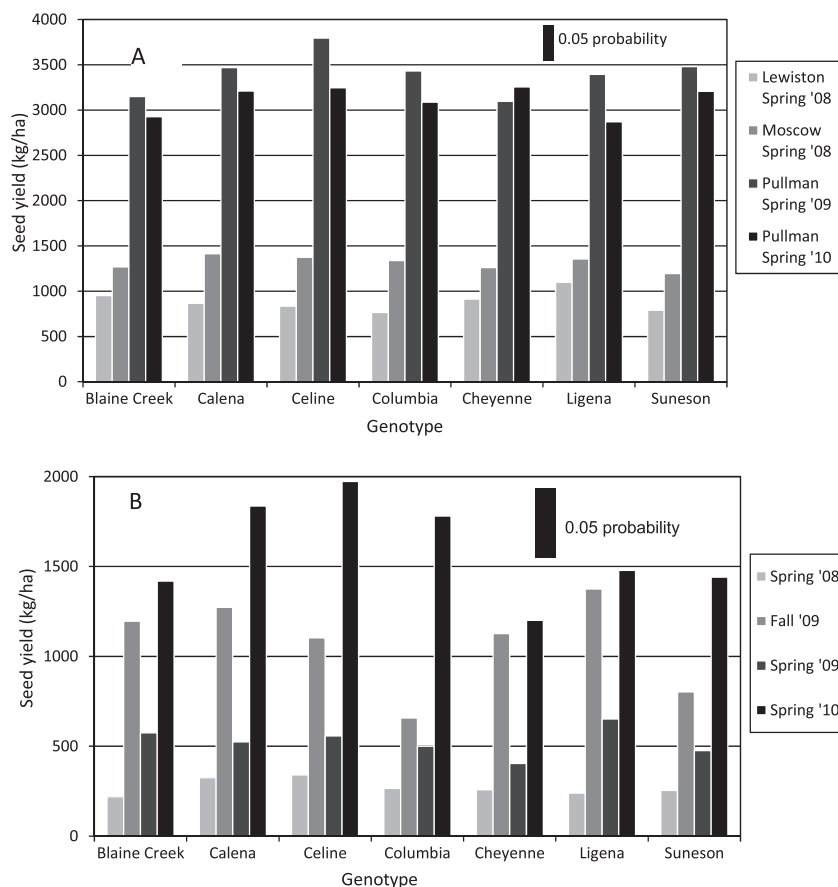 4000
3500
3000
2500
2000
1500
1000
500
0
Seed yield (kg/ha)
A
0.05 probability
Lewiston
Spring '08
Moscow
Spring '08
Pullman
Spring '09
Pullman
Spring '10
Blaine Creek Calena Celine Columbia Cheyenne Ligena Suneson
Genotype
2000
1500
1000
500
0
Seed yield (kg/ha)
B
0.05 probability
Spring '08
Fall '09
Spring '09
Spring '10
Blaine Creek Calena Celine Columbia Cheyenne Ligena Suneson
Genotype